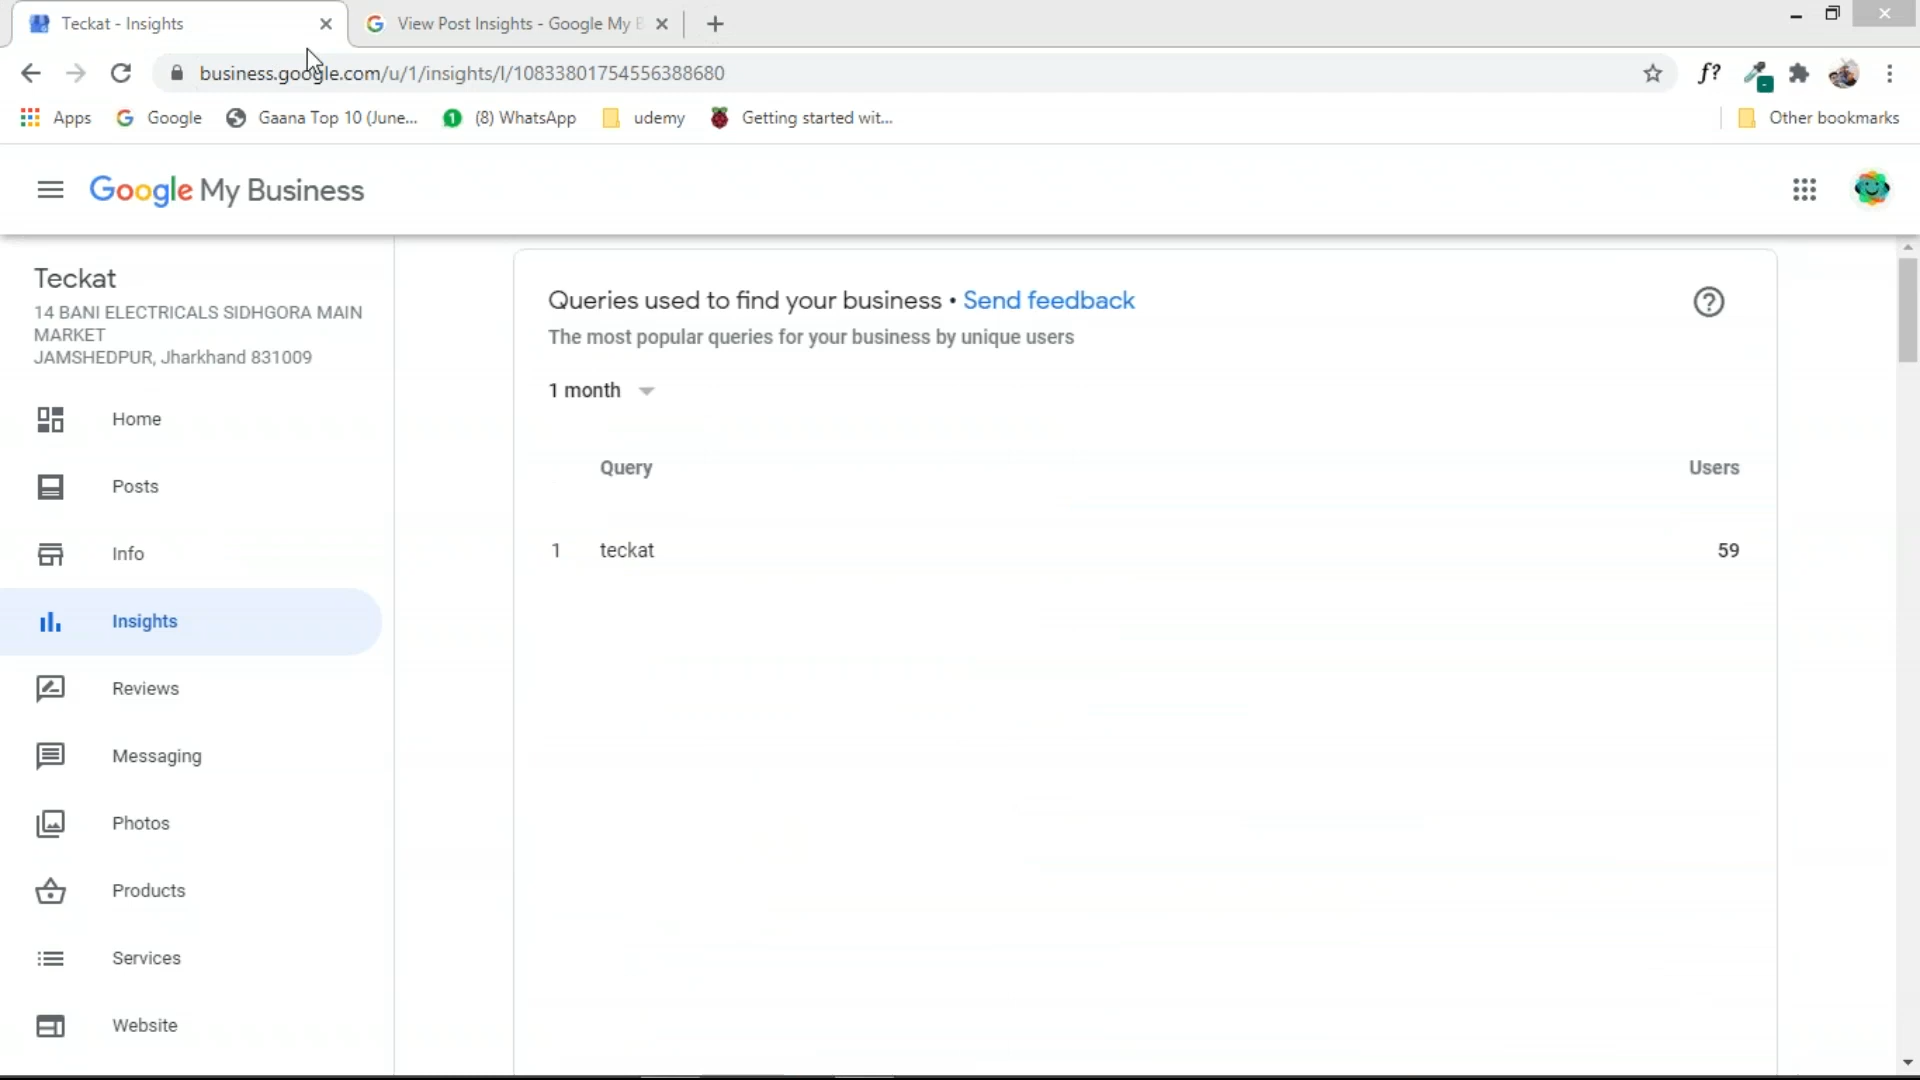 Teckat - Insights
View Post Insights - Google My B
business.google.com/u/1/insights/l/10833801754556388680
f?
Apps
Google
Gaana Top 10 (June...
1
(8) WhatsApp
udemy
Getting started wit...
Other bookmarks
Google My Business
Teckat
14 BANI ELECTRICALS SIDHGORA MAIN
MARKET
JAMSHEDPUR, Jharkhand 831009
Home
Posts
Info
Insights
Reviews
Messaging
Photos
Products
Services
Website
Queries used to find your business • Send feedback
The most popular queries for your business by unique users
1 month
Query Users
1 teckat 59